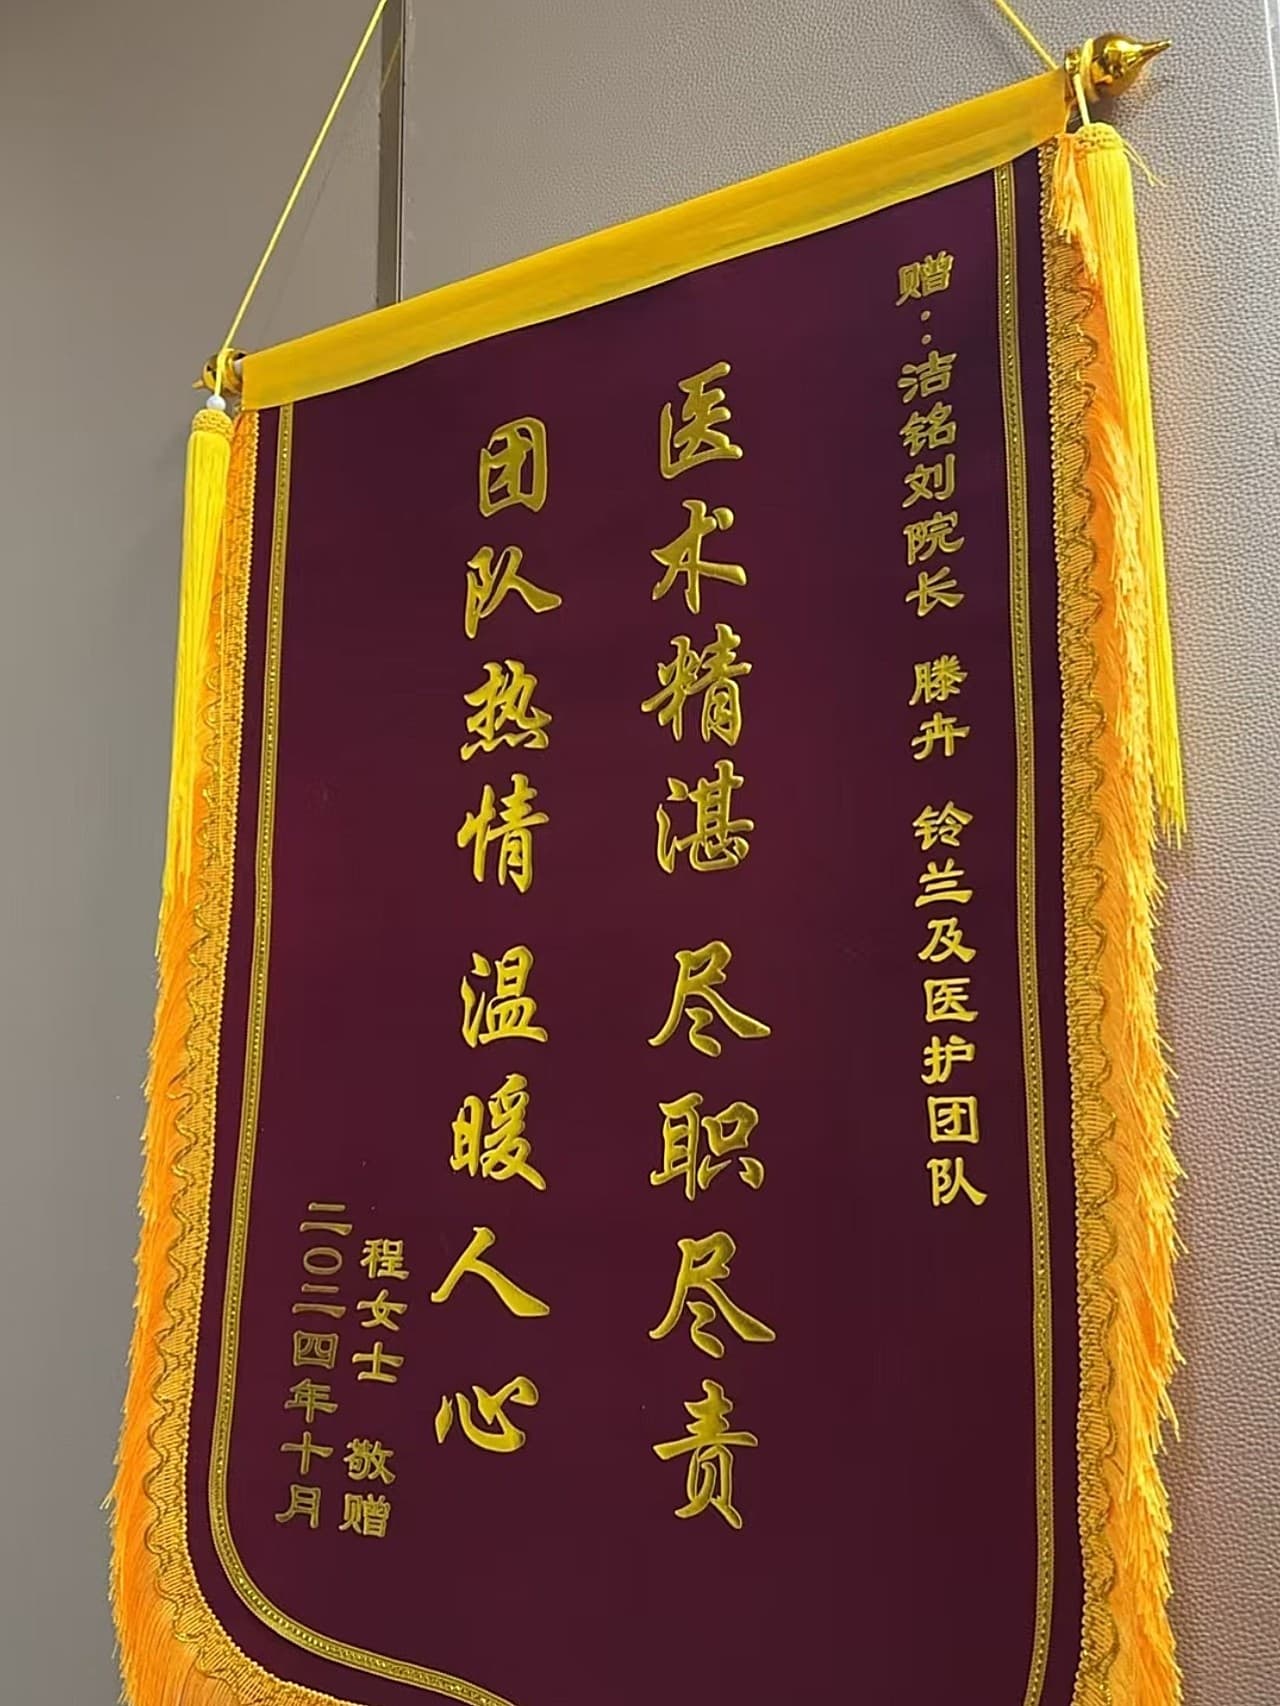 赠：洁铭刘院长 滕卉 铃兰及医护团队
医术精湛 尽职尽责
团队热情 温暖人心
程女士 敬赠
二〇二四年十月